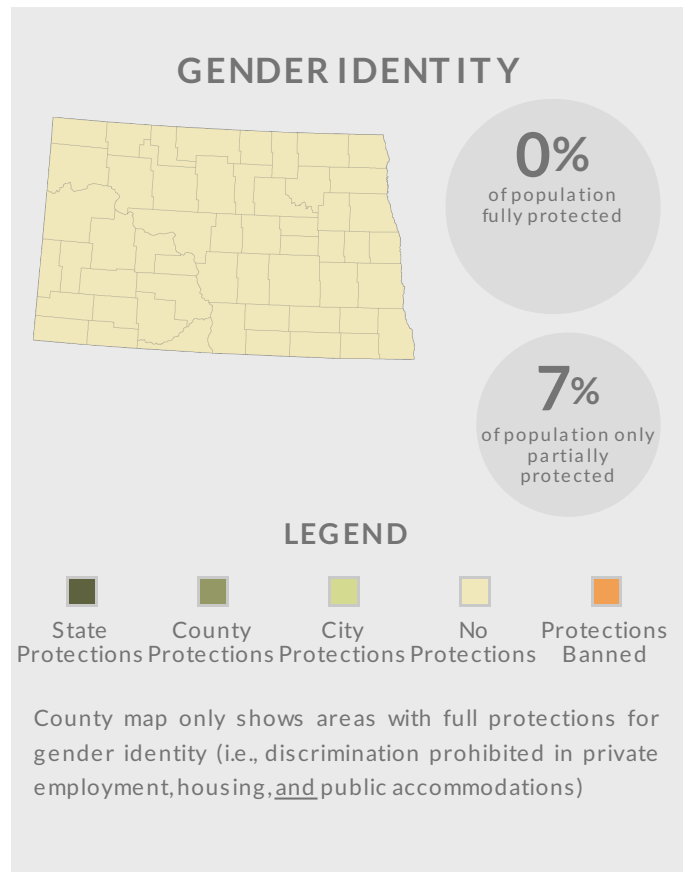 GENDER IDENTITY
0%
of population
fully protected
7%
of population only
partially
protected
LEGEND
State
Protections
County
Protections
City
Protections
No
Protections
Protections
Banned
County map only shows areas with full protections for
gender identity (i.e., discrimination prohibited in private
employment, housing, and public accommodations)